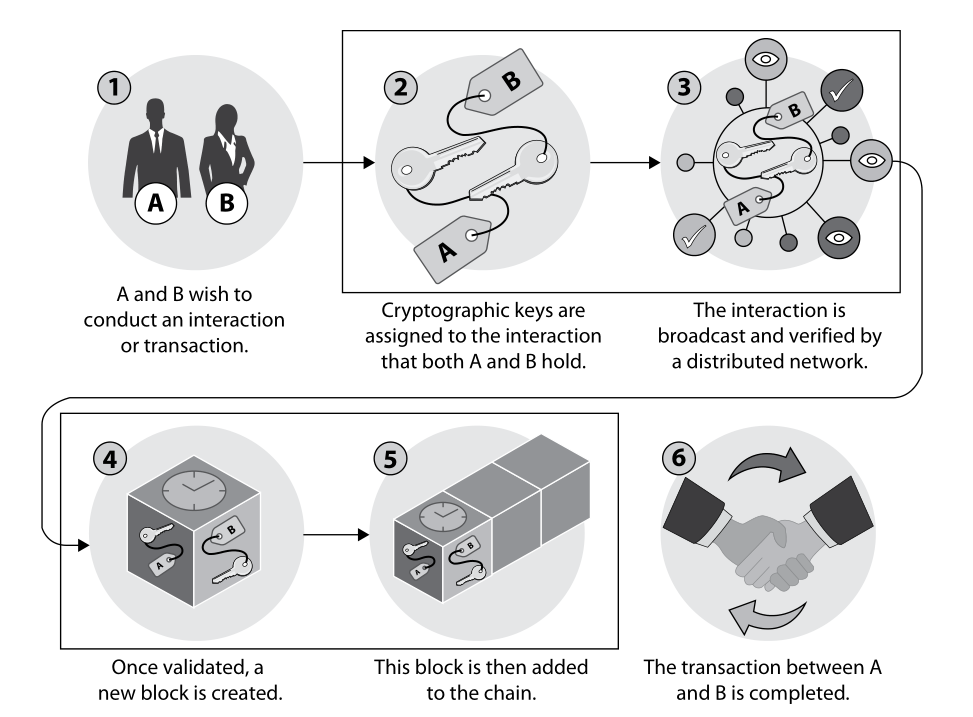 1
A B
A and B wish to
conduct an interaction
or transaction.
2
B
A
Cryptographic keys are
assigned to the interaction
that both A and B hold.
3
B
A
The interaction is
broadcast and verified by
a distributed network.
4
B
A
Once validated, a
new block is created.
5
B
A
This block is then added
to the chain.
6
The transaction between A
and B is completed.